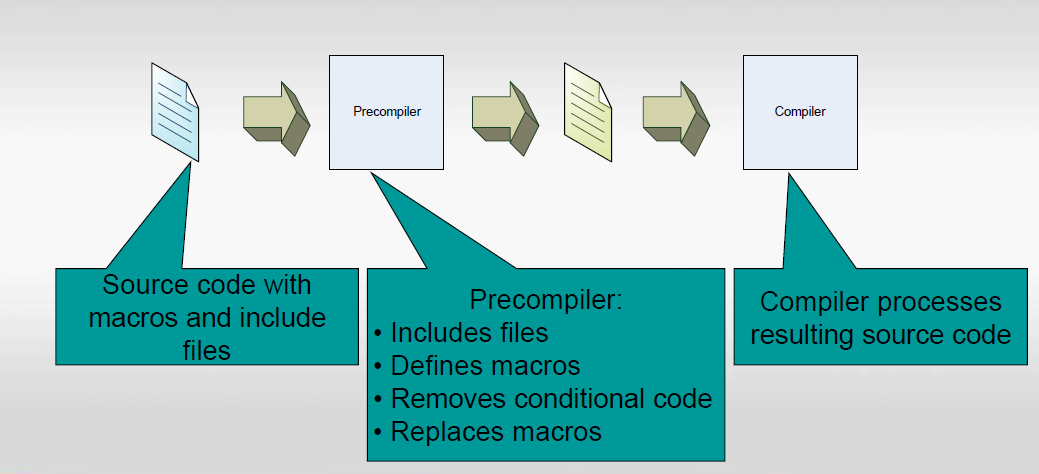 Precompiler
Compiler
Source code with
macros and include
files
Precompiler:
• Includes files
• Defines macros
• Removes conditional code
• Replaces macros
Compiler processes
resulting source code